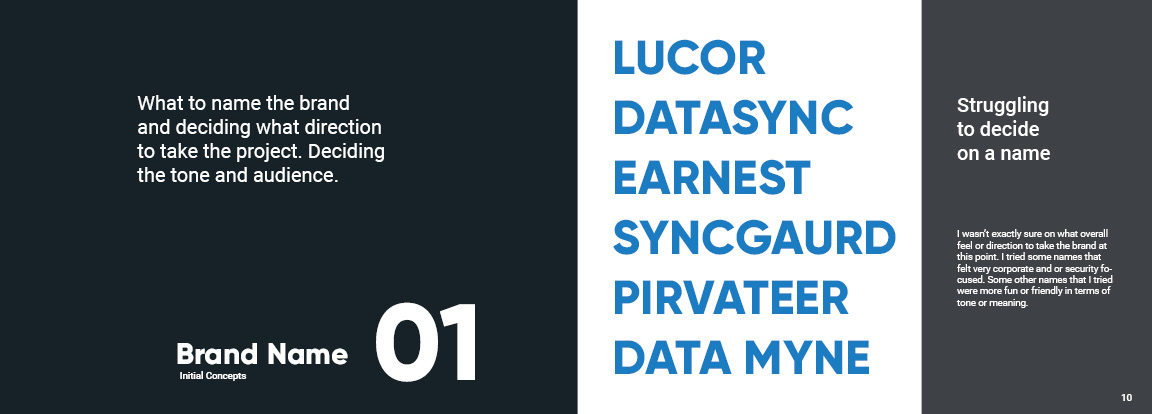 What to name the brand
and deciding what direction
to take the project. Deciding
the tone and audience.
Brand Name
Initial Concepts
01
LUCOR
DATASYNC
EARNEST
SYNCGAURD
PIRVATEER
DATA MYNE
Struggling
to decide
on a name
I wasn't exactly sure on what overall
feel or direction to take the brand at
this point. I tried some names that
felt very corporate and or security fo-
cused. Some other names that I tried
were more fun or friendly in terms of
tone or meaning.
10